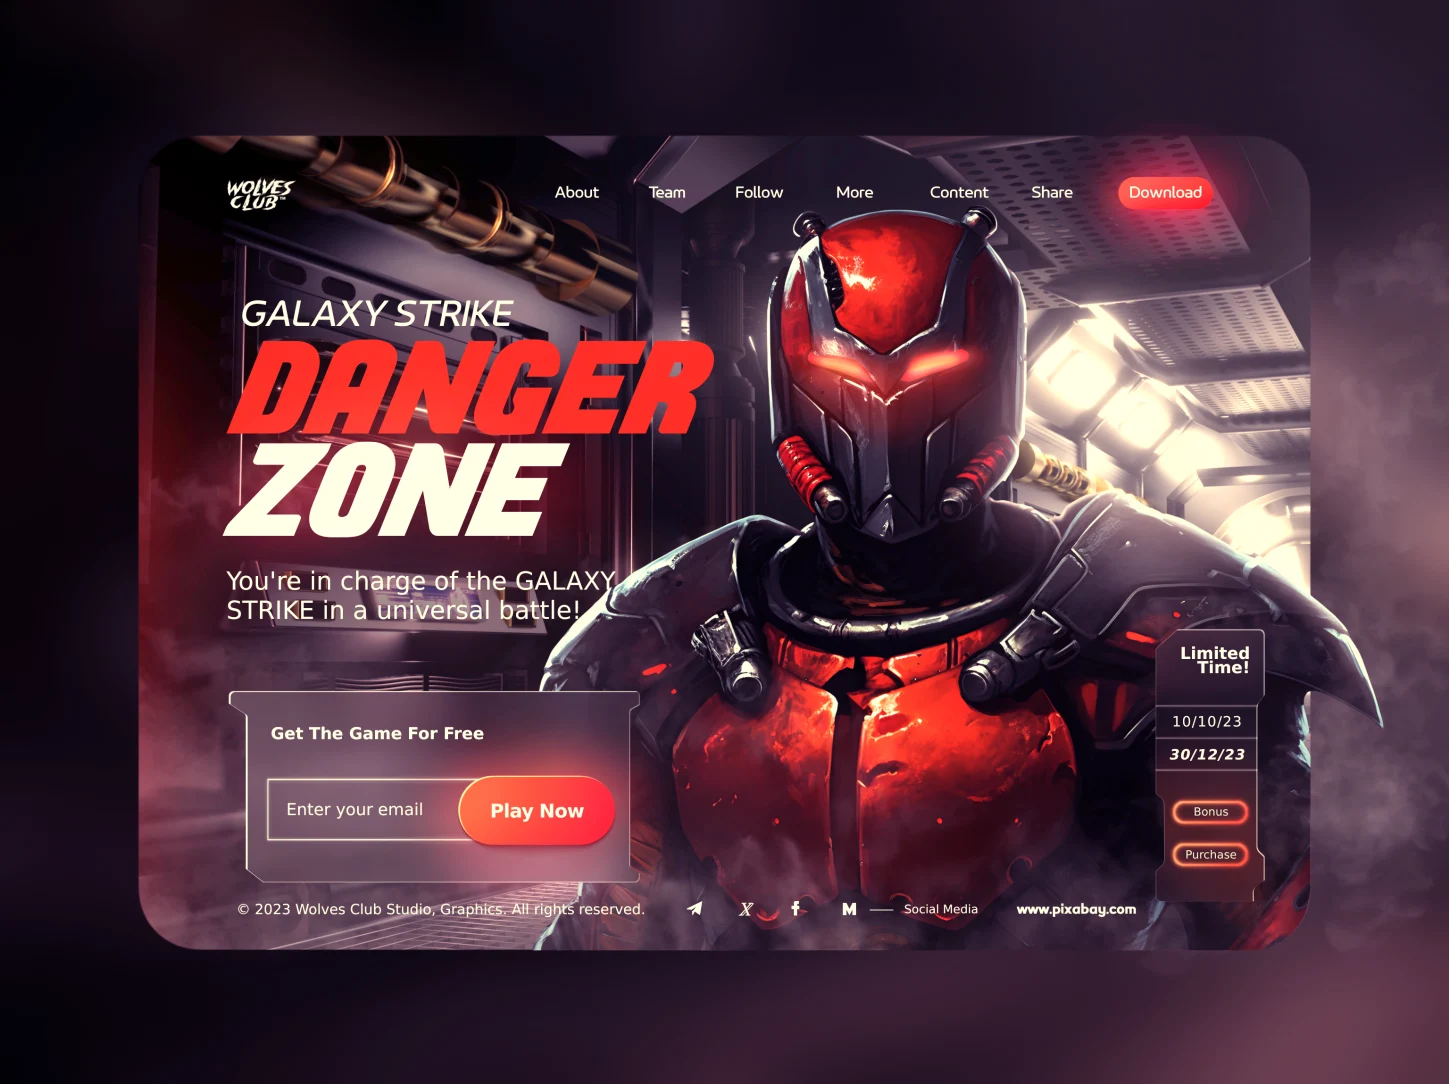 WOLVES
CLUB™
About Team Follow More Content Share Download
GALAXY STRIKE
DANGER
ZONE
You're in charge of the GALAXY
STRIKE in a universal battle!
Get The Game For Free
Enter your email
Play Now
Limited
Time!
10/10/23
30/12/23
Bonus
Purchase
© 2023 Wolves Club Studio, Graphics. All rights reserved.
X f M Social Media
www.pixabay.com